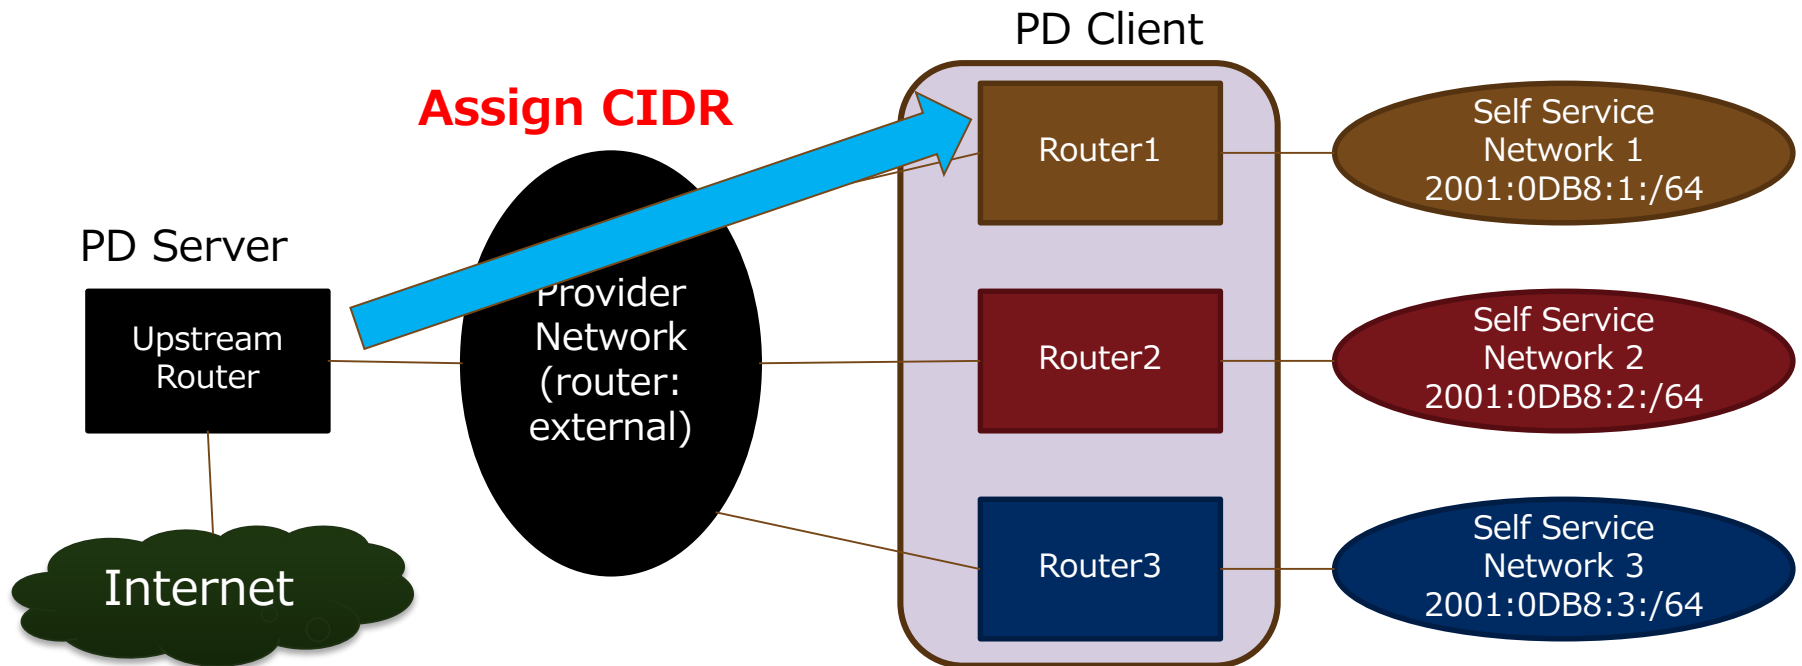 PD Client
Assign CIDR
PD Server
Upstream
Router
Internet
Provider
Network
(router:
external)
Router1
Router2
Router3
Self Service
Network 1
2001:0DB8:1:/64
Self Service
Network 2
2001:0DB8:2:/64
Self Service
Network 3
2001:0DB8:3:/64